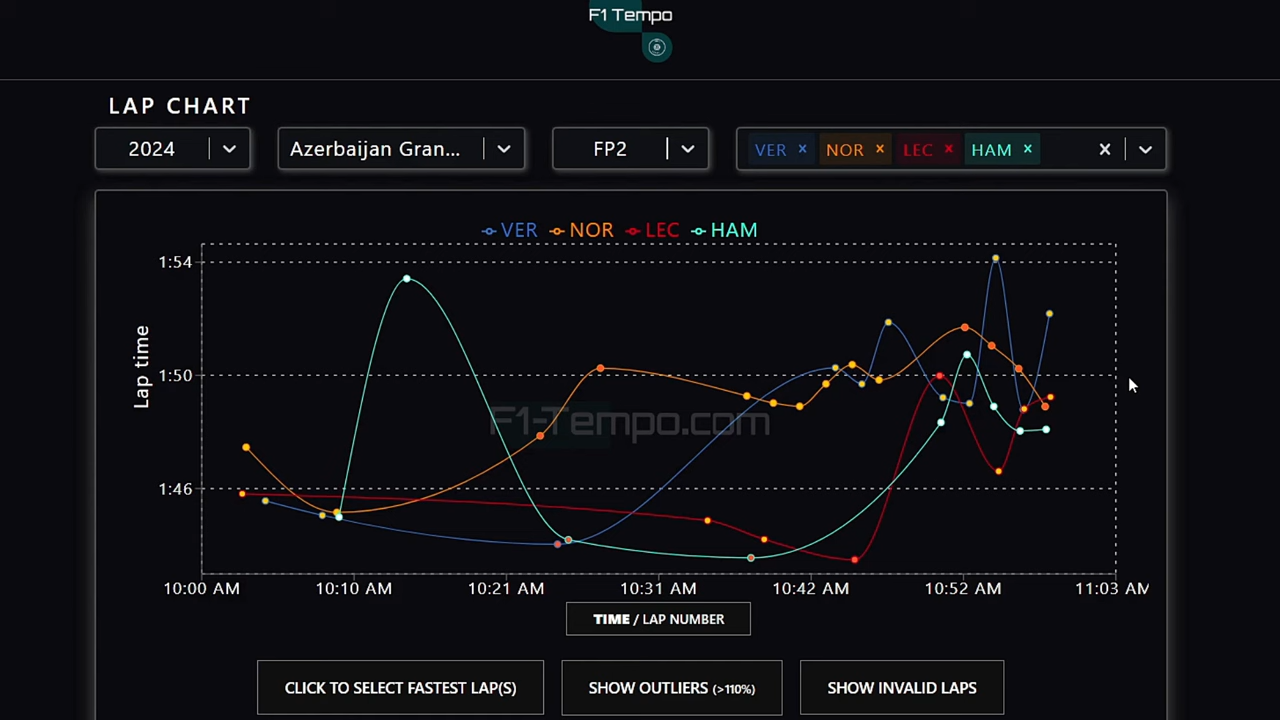 F1 Tempo
LAP CHART
2024 Azerbaijan Gran... FP2 VER × NOR × LEC × HAM ×
VER NOR LEC HAM
1:54
Lap time
1:50
F1-Tempo.com
1:46
10:00 AM 10:10 AM 10:21 AM 10:31 AM 10:42 AM 10:52 AM 11:03 AM
TIME / LAP NUMBER
CLICK TO SELECT FASTEST LAP(S) SHOW OUTLIERS (>110%) SHOW INVALID LAPS